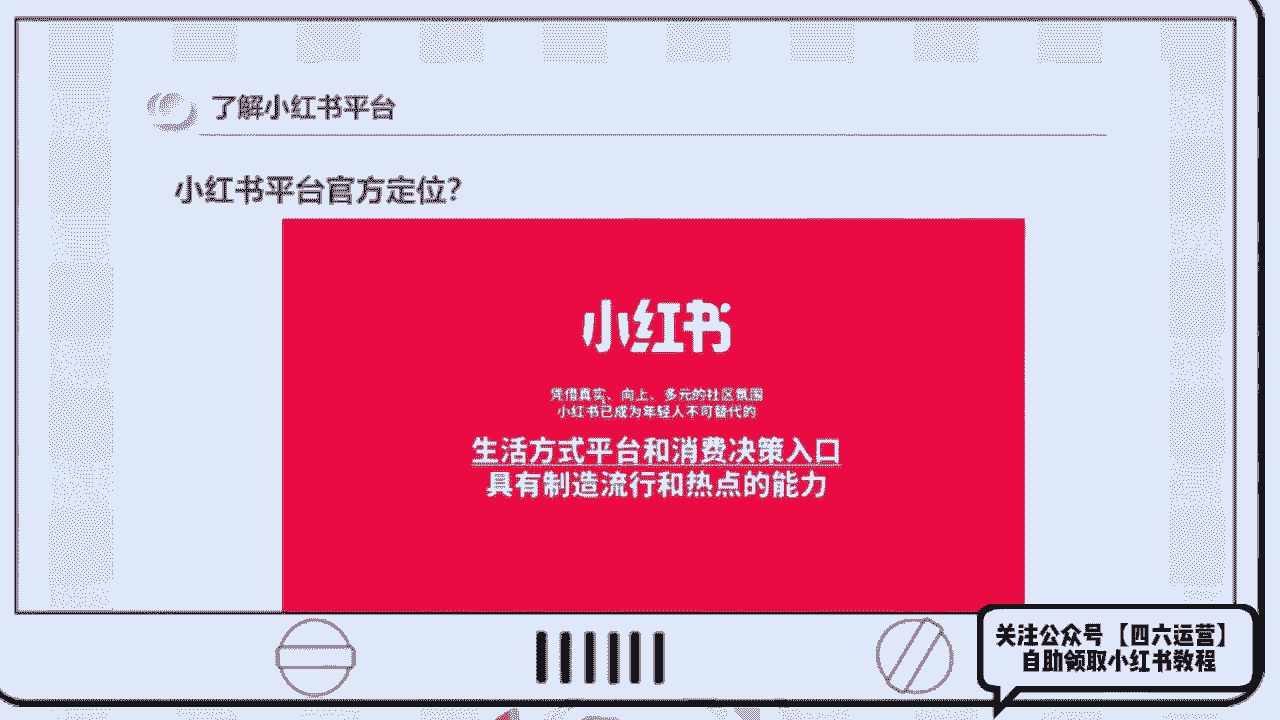 了解小红书平台
小红书平台官方定位?
小红书
凭借真实、向上、多元的社区氛围
小红书已成为年轻人不可替代的
生活方式平台和消费决策入口
具有制造流行和热点的能力
关注公众号【四六运营】
自助领取小红书教程